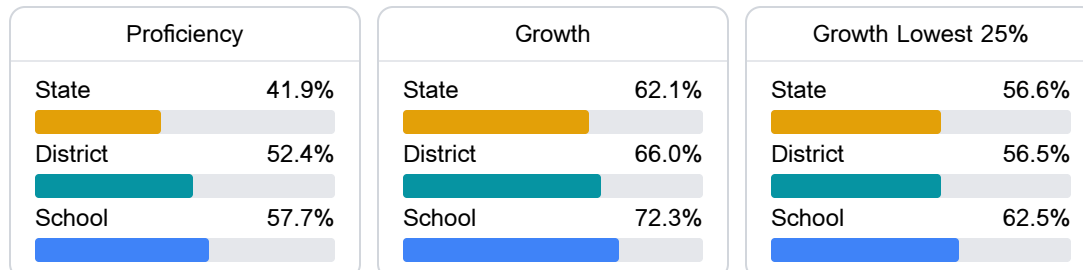 Proficiency
State 41.9%
District 52.4%
School 57.7%
Growth
State 62.1%
District 66.0%
School 72.3%
Growth Lowest 25%
State 56.6%
District 56.5%
School 62.5%